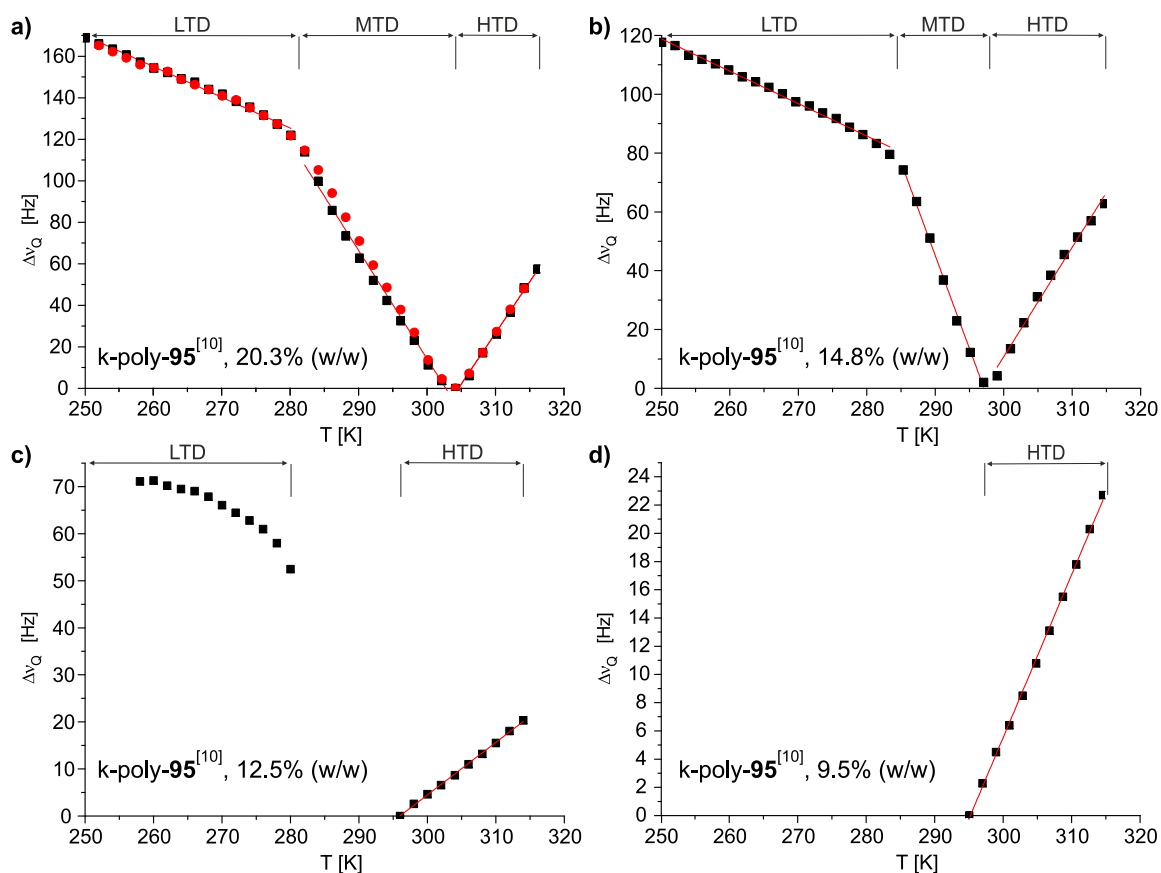 a)
LTD MTD HTD
160
140
120
100
80
60
40
20
0
Δν_Q [Hz]
k-poly-95^[10], 20.3% (w/w)
250 260 270 280 290 300 310 320
T [K]
b)
LTD MTD HTD
120
100
80
60
40
20
0
Δν_Q [Hz]
k-poly-95^[10], 14.8% (w/w)
250 260 270 280 290 300 310 320
T [K]
c)
LTD HTD
70
60
50
40
30
20
10
0
Δν_Q [Hz]
k-poly-95^[10], 12.5% (w/w)
250 260 270 280 290 300 310 320
T [K]
d)
HTD
24
22
20
18
16
14
12
10
8
6
4
2
0
Δν_Q [Hz]
k-poly-95^[10], 9.5% (w/w)
250 260 270 280 290 300 310 320
T [K]